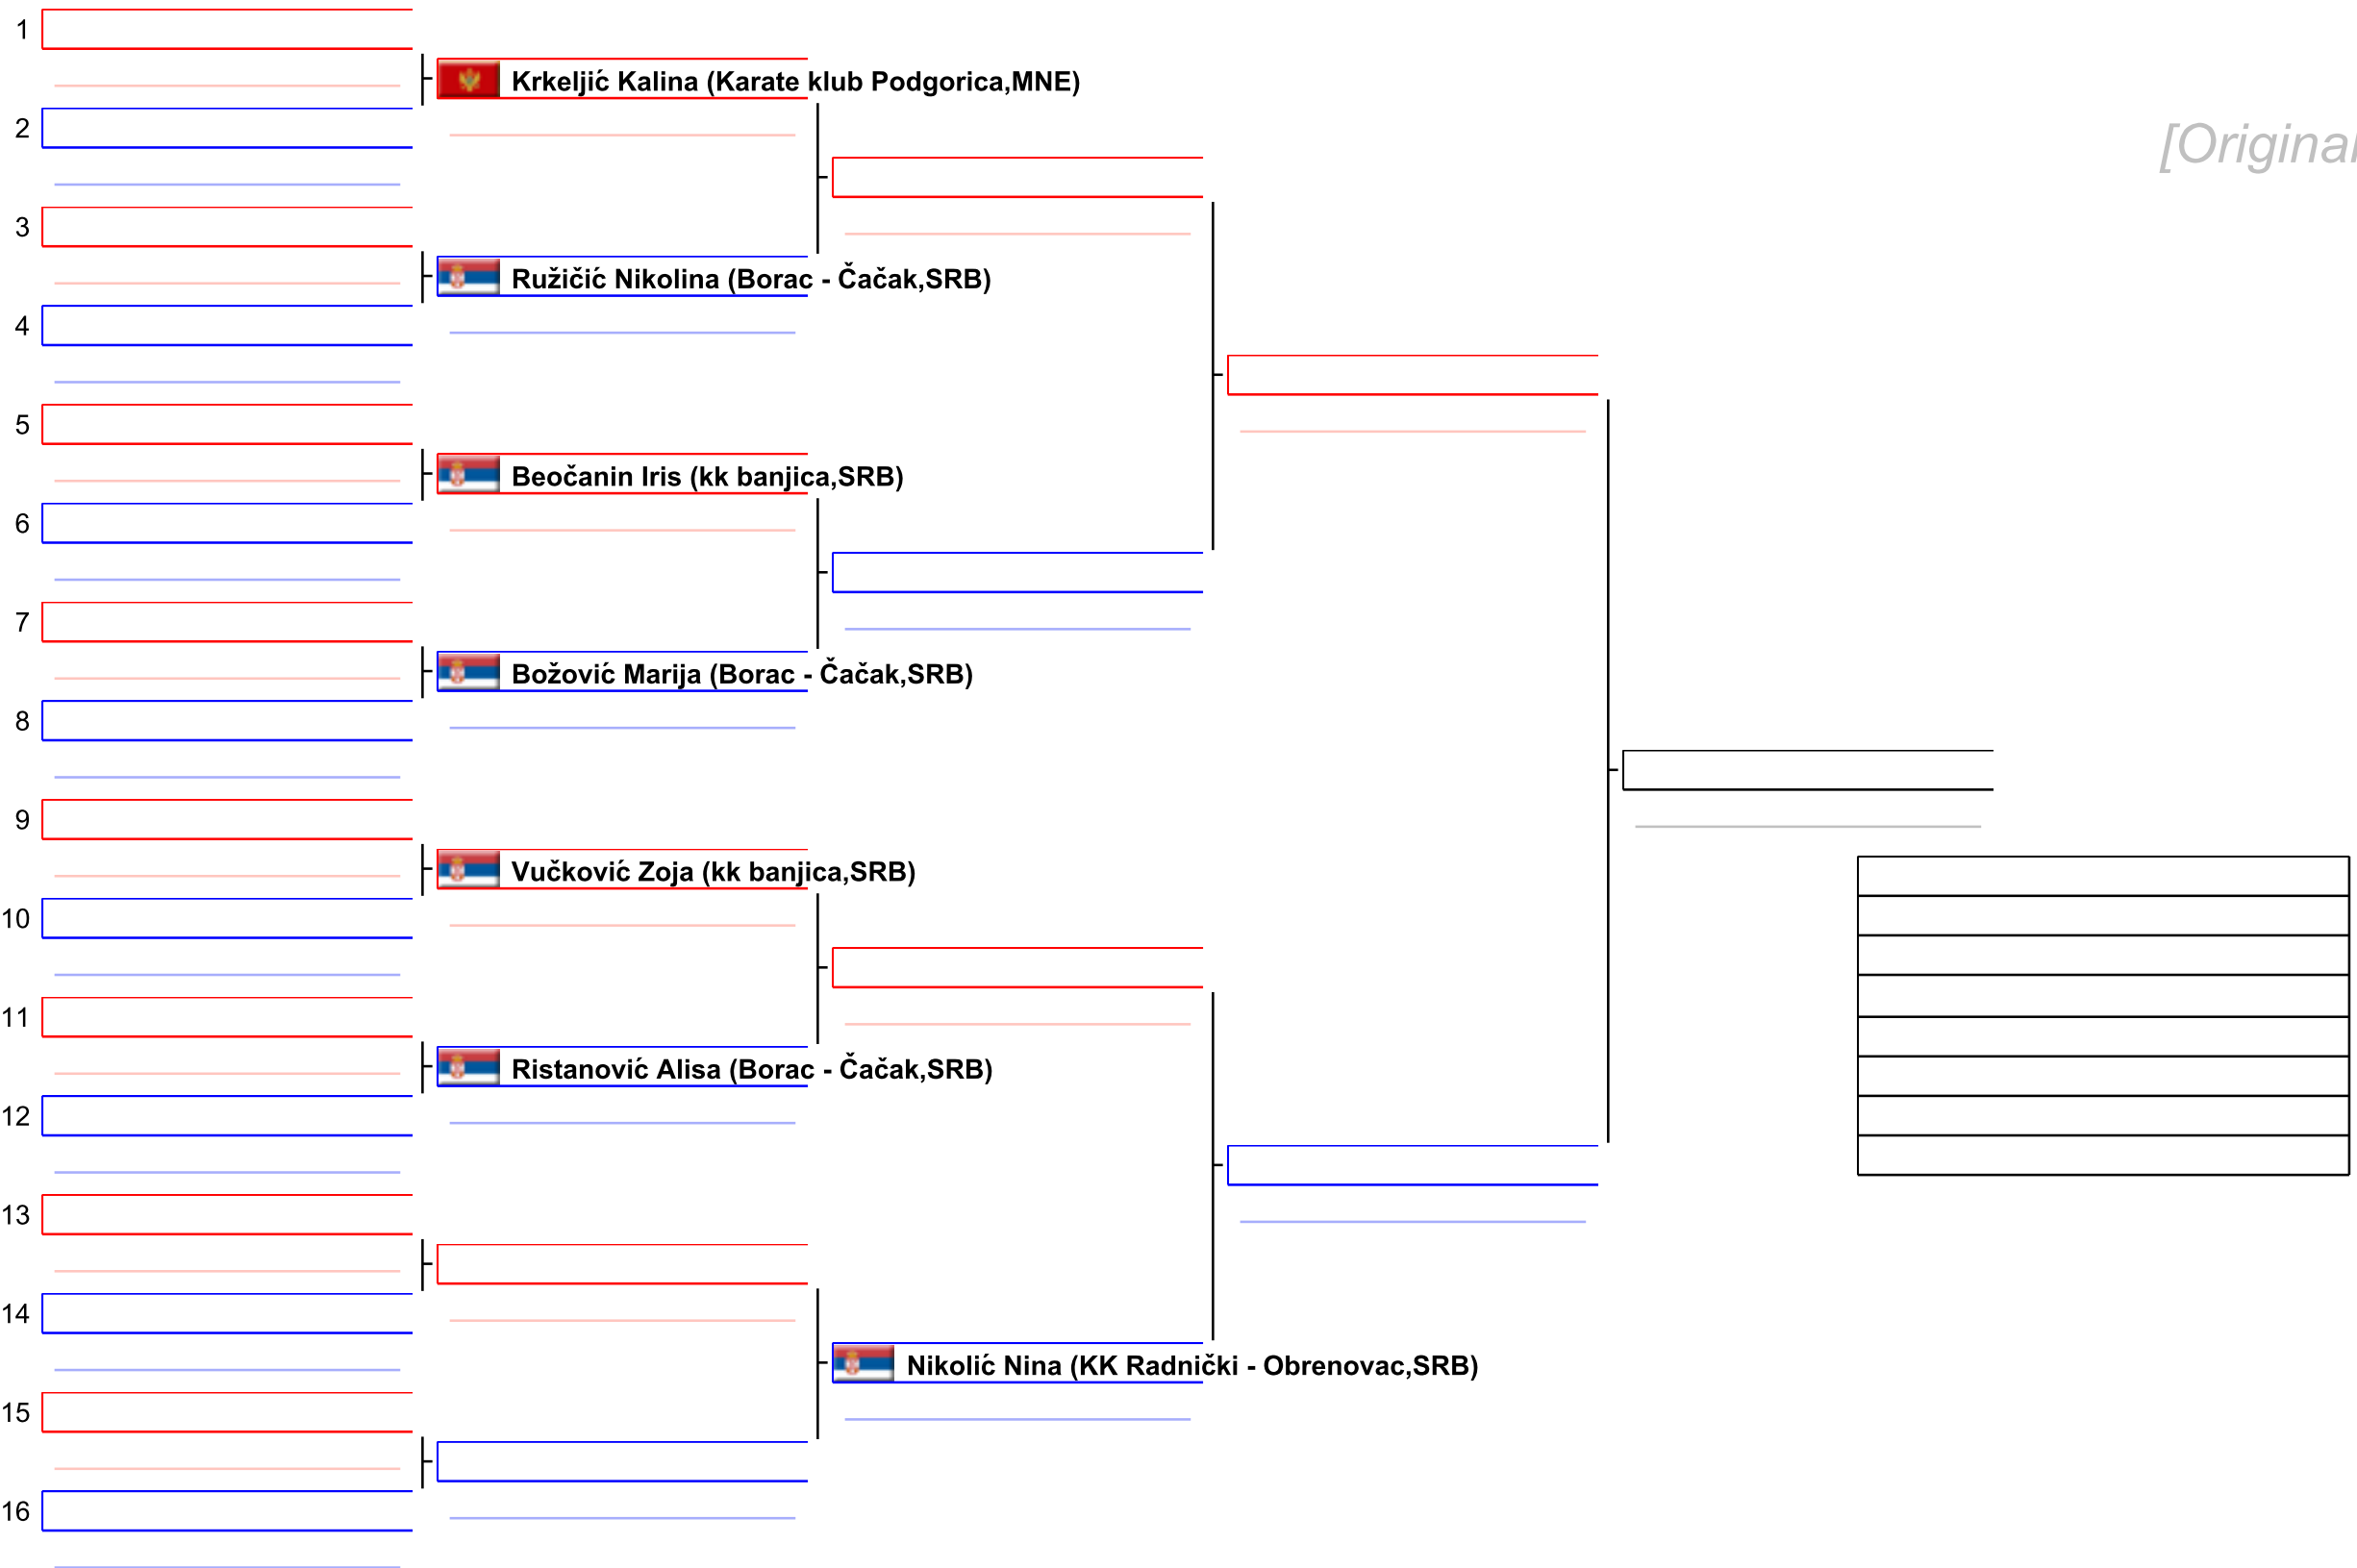 1
Krkeljić Kalina (Karate klub Podgorica,MNE)
2
[Original
3
Ružičić Nikolina (Borac - Čačak,SRB)
4
5
Beočanin Iris (kk banjica,SRB)
6
7
Božović Marija (Borac - Čačak,SRB)
8
9
Vučković Zoja (kk banjica,SRB)
10
11
Ristanović Alisa (Borac - Čačak,SRB)
12
13
14
Nikolić Nina (KK Radnički - Obrenovac,SRB)
15
16